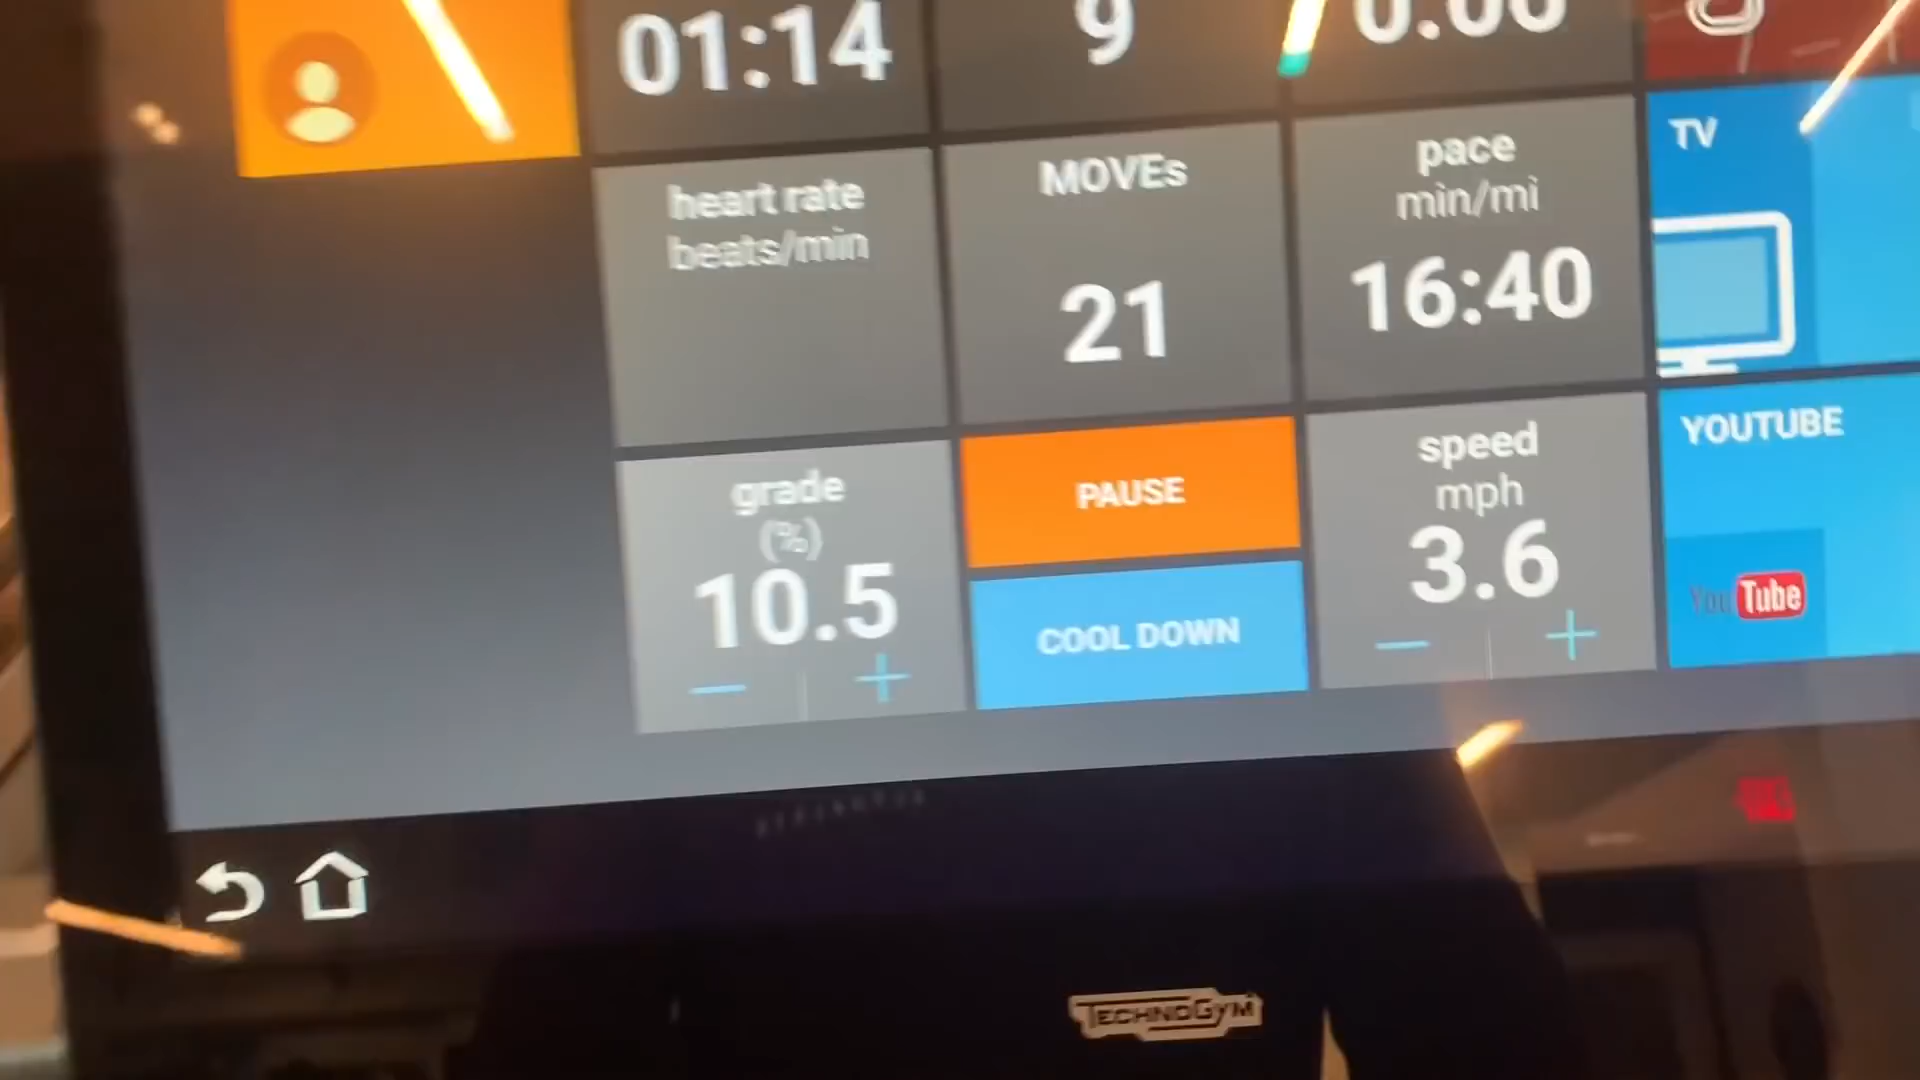 01:14
9
heart rate
beats/min
MOVEs
21
pace
min/mi
16:40
TV
grade
(%)
10.5
PAUSE
COOL DOWN
speed
mph
3.6
YOUTUBE
YouTube
TECHNOGYM